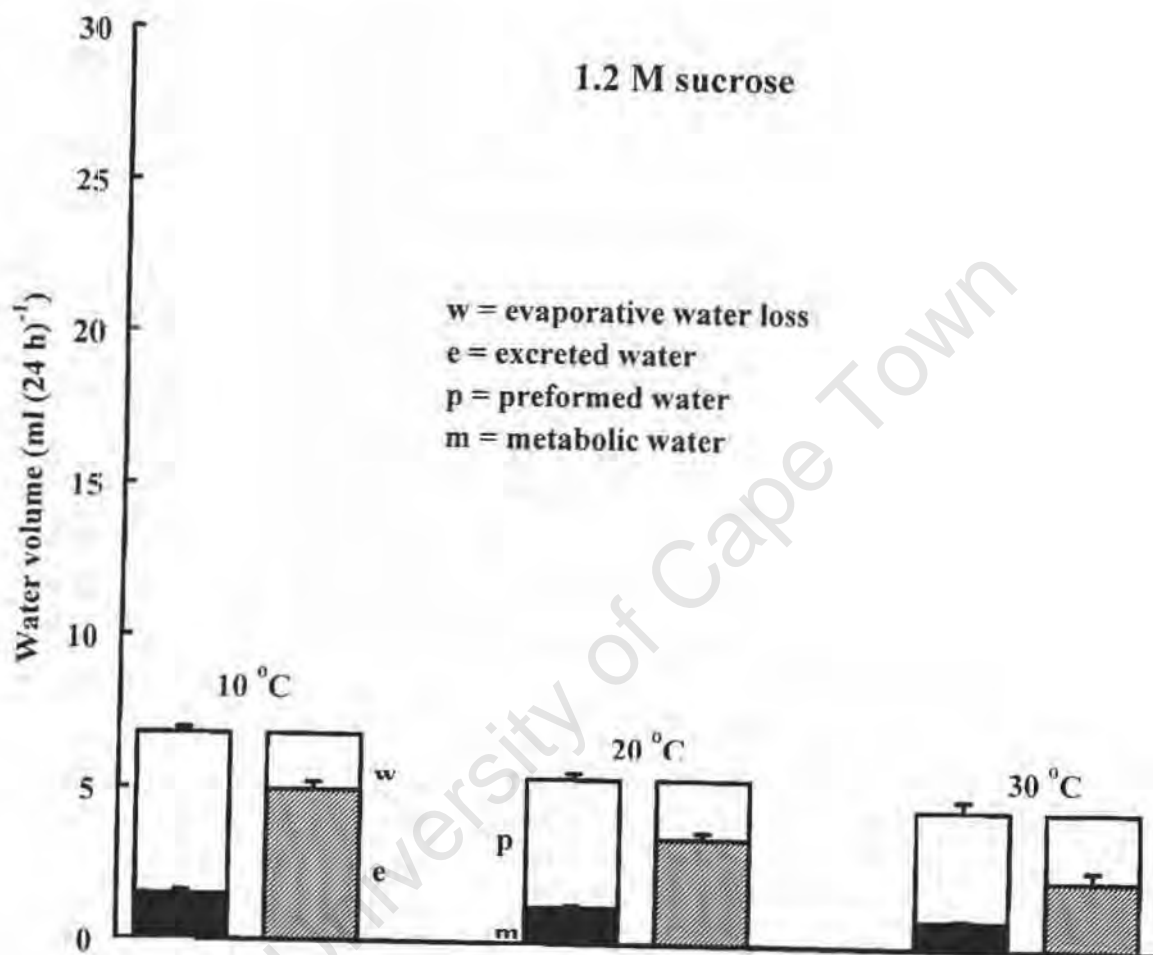 1.2 M sucrose
w = evaporative water loss
e = excreted water
p = preformed water
m = metabolic water
Water volume (ml (24 h)⁻¹)
30
25
20
15
10
5
0
10 °C
20 °C
30 °C
w
e
p
m
University of Cape Town